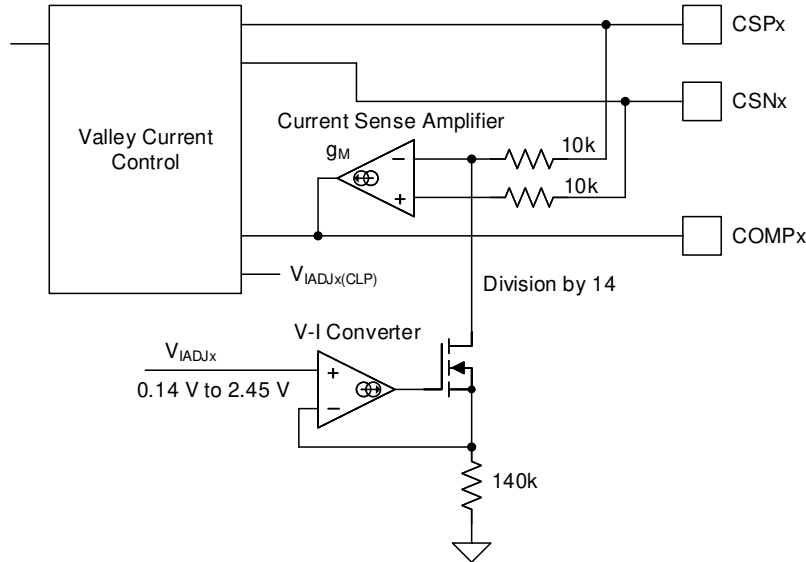 CSPx
CSNx
Valley Current
Control
Current Sense Amplifier
gM
−
+
10k
10k
COMPx
VIADJx(CLP)
Division by 14
V-I Converter
VIADJx
0.14 V to 2.45 V
+
−
140k